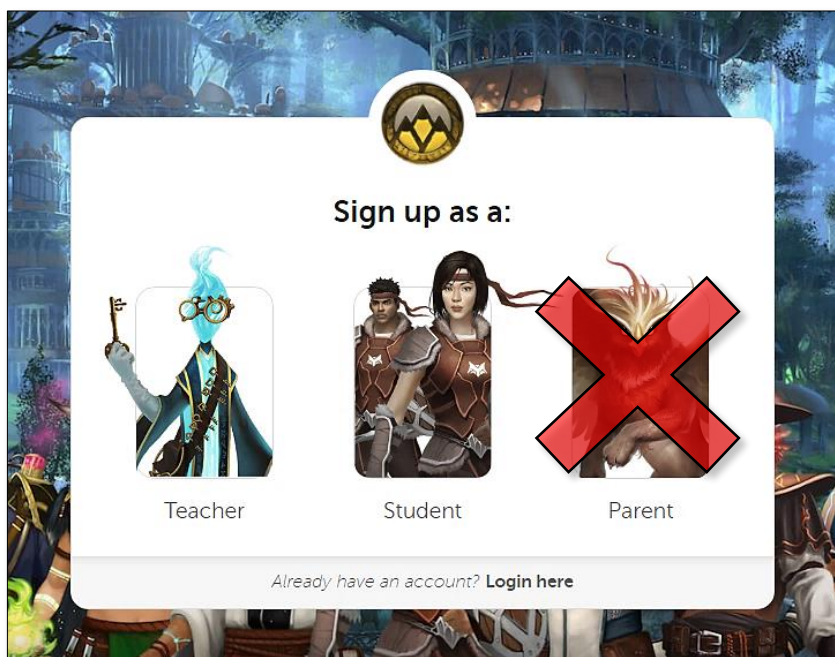 Sign up as a:
Teacher
Student
Parent
Already have an account? Login here